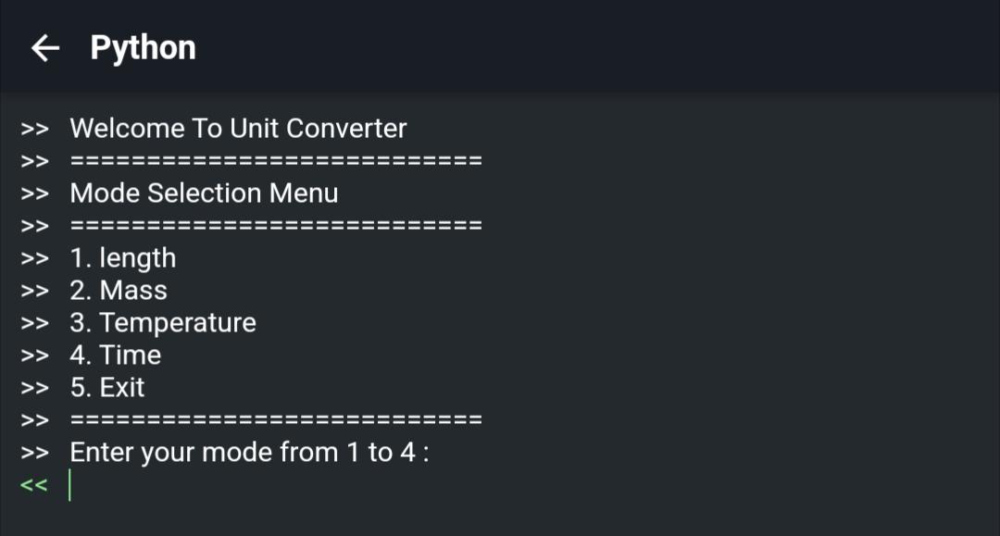 ← Python
>> Welcome To Unit Converter
>> ===========================
>> Mode Selection Menu
>> ===========================
>> 1. length
>> 2. Mass
>> 3. Temperature
>> 4. Time
>> 5. Exit
>> ===========================
>> Enter your mode from 1 to 4 :
<<